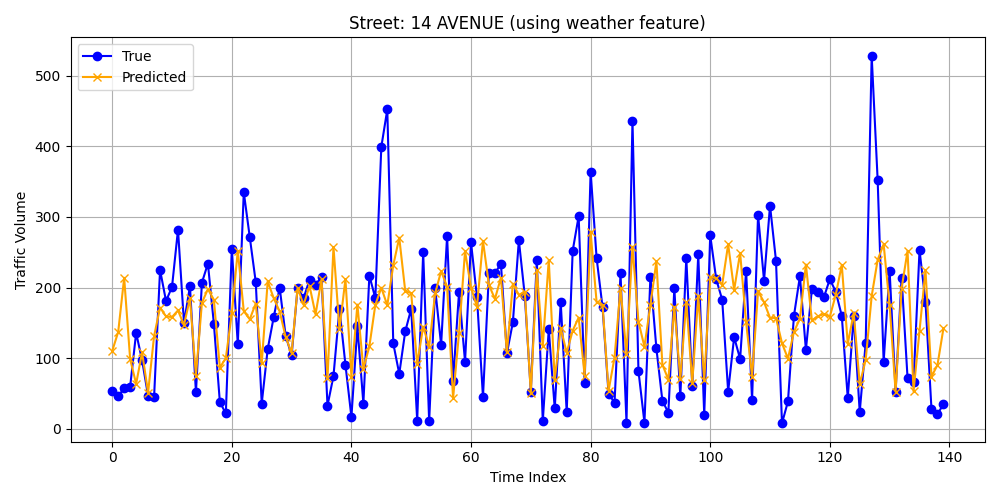 Street: 14 AVENUE (using weather feature)
True
Predicted
Traffic Volume
500
400
300
200
100
0
0 20 40 60 80 100 120 140
Time Index